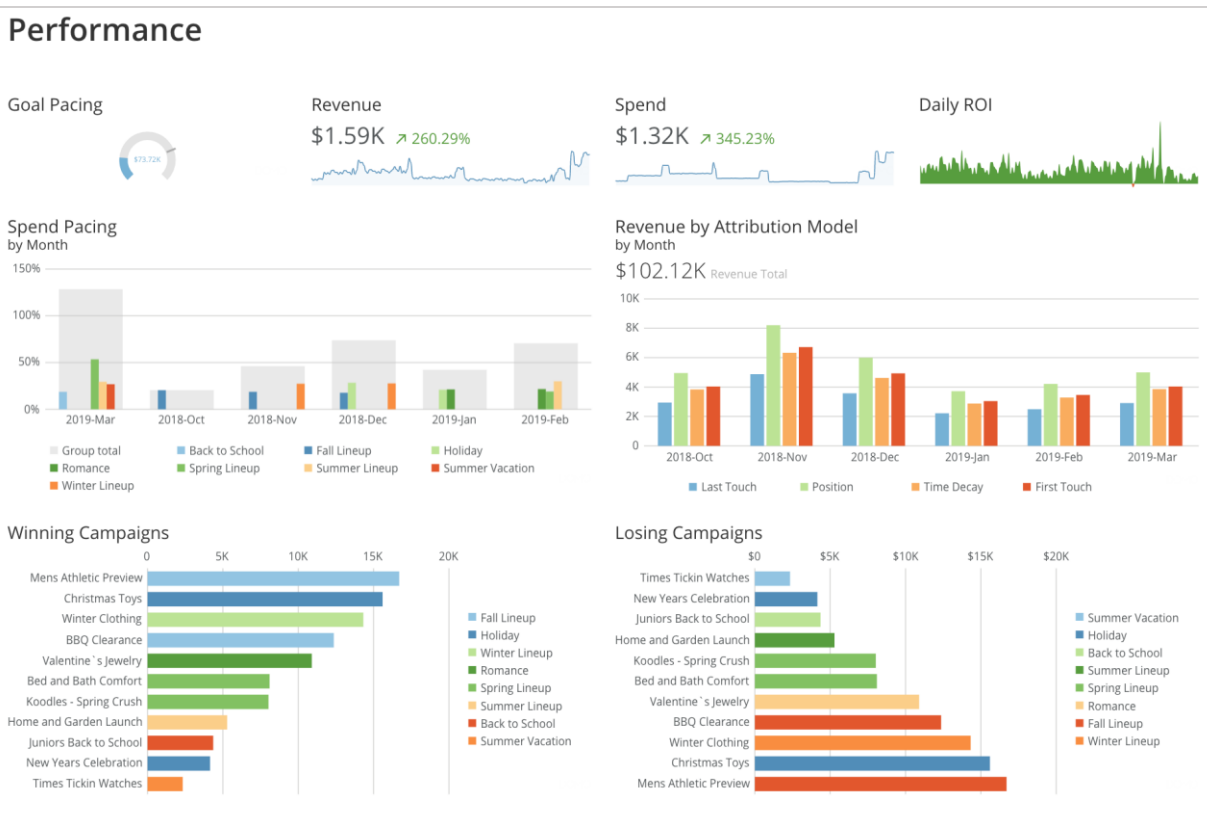 Performance
Goal Pacing
$73.72K
Revenue
$1.59K ↗ 260.29%
Spend
$1.32K ↗ 345.23%
Daily ROI
Spend Pacing
by Month
150%
100%
50%
0%
2019-Mar 2018-Oct 2018-Nov 2018-Dec 2019-Jan 2019-Feb
Group total Back to School Fall Lineup Holiday
Romance Spring Lineup Summer Lineup Summer Vacation
Winter Lineup
Revenue by Attribution Model
by Month
$102.12K Revenue Total
10K
8K
6K
4K
2K
0
2018-Oct 2018-Nov 2018-Dec 2019-Jan 2019-Feb 2019-Mar
Last Touch Position Time Decay First Touch
Winning Campaigns
0 5K 10K 15K 20K
Mens Athletic Preview
Christmas Toys
Winter Clothing
BBQ Clearance
Valentine`s Jewelry
Bed and Bath Comfort
Koodles - Spring Crush
Home and Garden Launch
Juniors Back to School
New Years Celebration
Times Tickin Watches
Fall Lineup
Holiday
Winter Lineup
Romance
Spring Lineup
Summer Lineup
Back to School
Summer Vacation
Losing Campaigns
$0 $5K $10K $15K $20K
Times Tickin Watches
New Years Celebration
Juniors Back to School
Home and Garden Launch
Koodles - Spring Crush
Bed and Bath Comfort
Valentine`s Jewelry
BBQ Clearance
Winter Clothing
Christmas Toys
Mens Athletic Preview
Summer Vacation
Holiday
Back to School
Summer Lineup
Spring Lineup
Romance
Fall Lineup
Winter Lineup